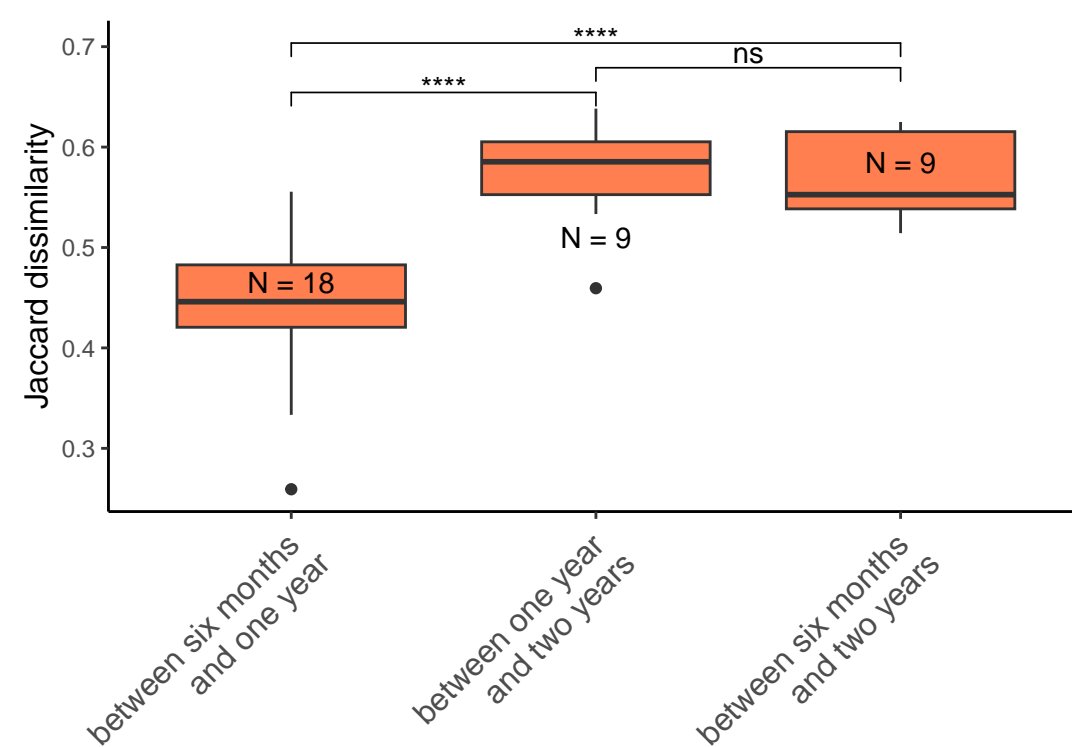 ****
ns
****
0.7
0.6
0.5
0.4
0.3
Jaccard dissimilarity
N = 18
N = 9
N = 9
between six months
and one year
between one year
and two years
between six months
and two years